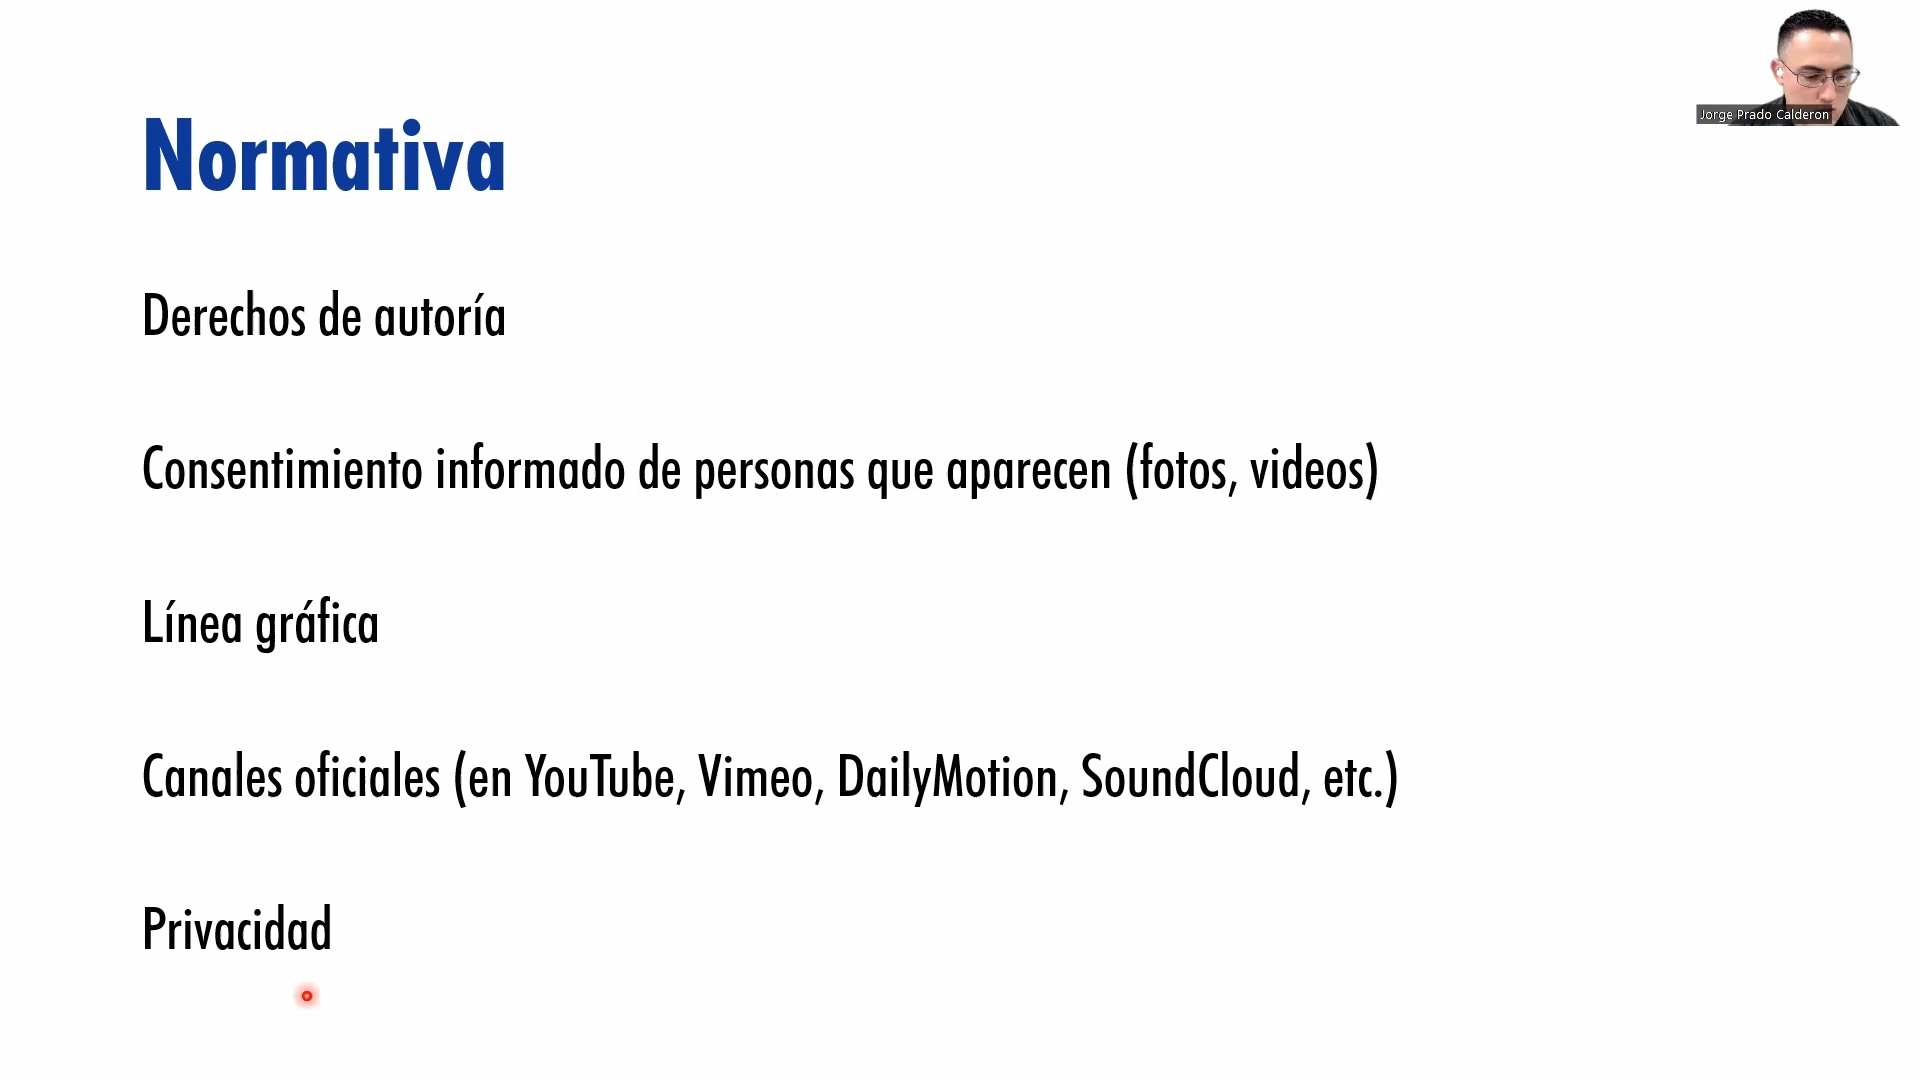 Normativa
Jorge Prado Calderon
Derechos de autoría
Consentimiento informado de personas que aparecen (fotos, videos)
Línea gráfica
Canales oficiales (en YouTube, Vimeo, DailyMotion, SoundCloud, etc.)
Privacidad